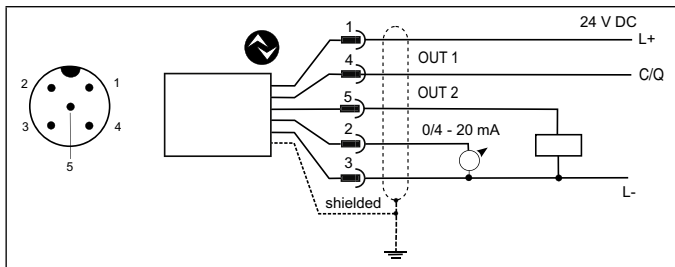 2
1
3
4
5
1
24 V DC
L+
4
OUT 1
C/Q
5
OUT 2
2
0/4 - 20 mA
3
L-
shielded